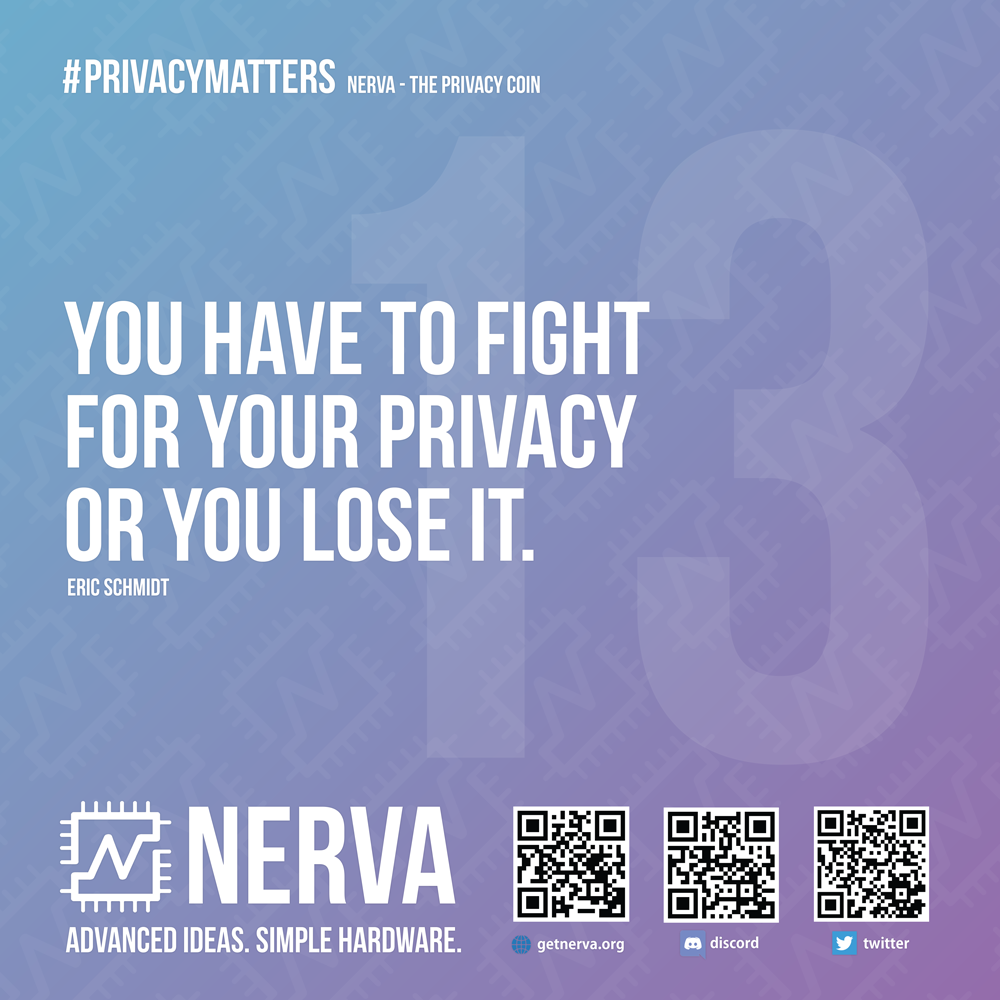 #PRIVACYMATTERS NERVA - THE PRIVACY COIN
13
YOU HAVE TO FIGHT
FOR YOUR PRIVACY
OR YOU LOSE IT.
ERIC SCHMIDT
NERVA
ADVANCED IDEAS. SIMPLE HARDWARE.
getnerva.org
discord
twitter